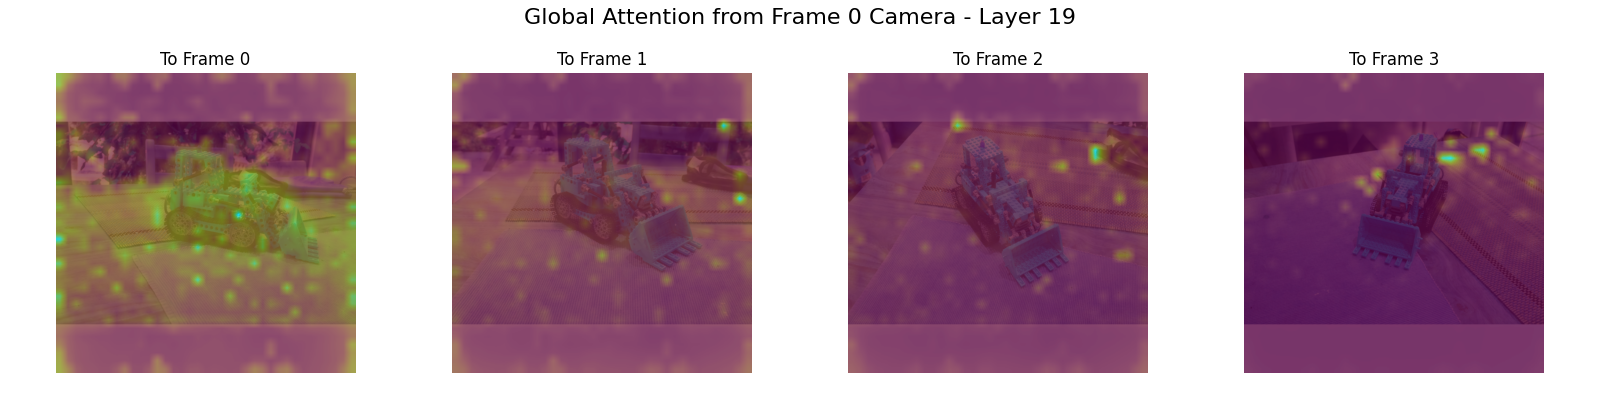 Global Attention from Frame 0 Camera - Layer 19
To Frame 0
To Frame 1
To Frame 2
To Frame 3